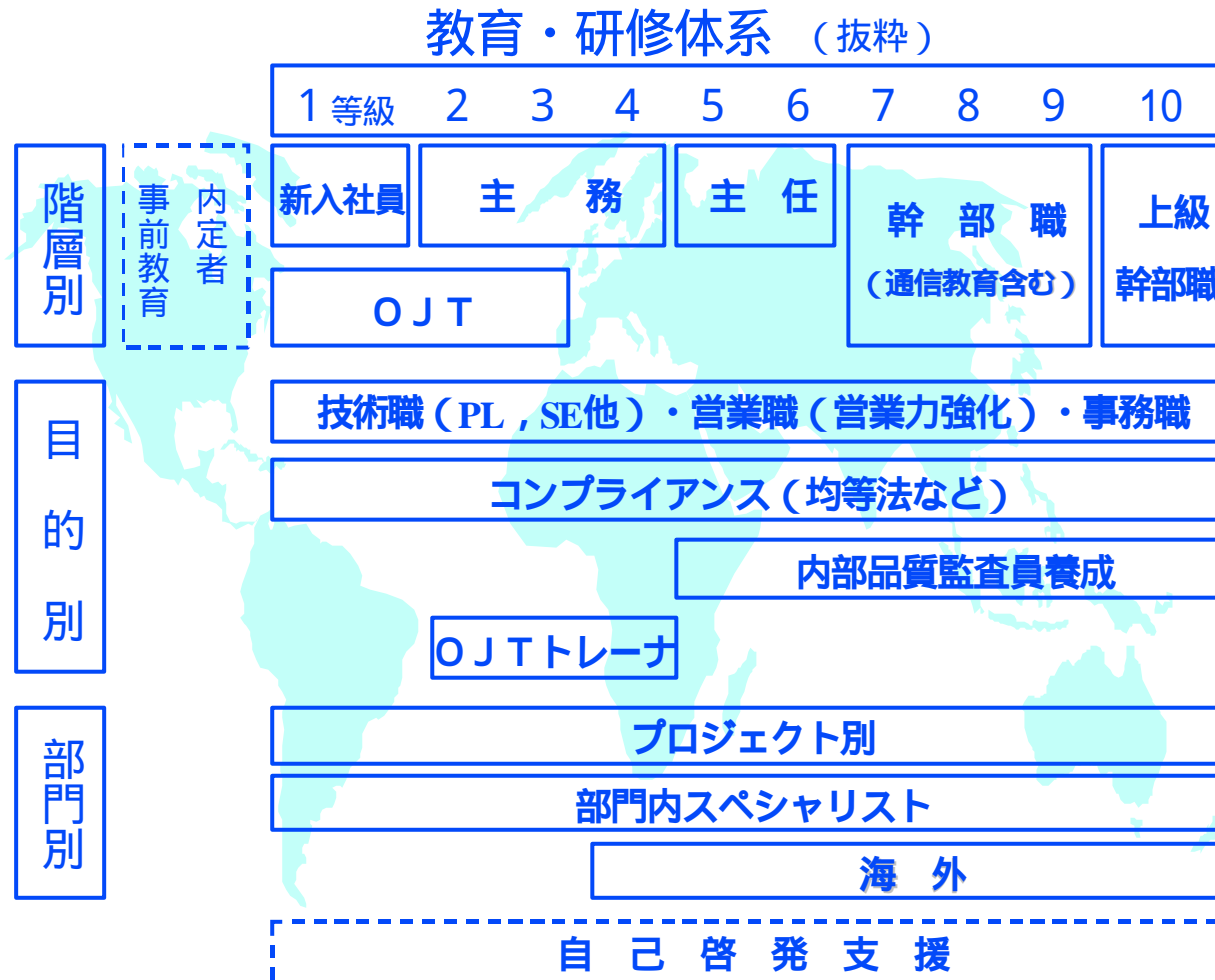 教育・研修体系 （抜粋）
1 等級 2 3 4 5 6 7 8 9 10
階層別
内定者
事前教育
新入社員
主 務
主 任
幹 部 職
（通信教育含む）
上級
幹部職
ＯＪＴ
目的別
技術職（PL , SE他）・営業職（営業力強化）・事務職
コンプライアンス（均等法など）
内部品質監査員養成
ＯＪＴトレーナ
部門別
プロジェクト別
部門内スペシャリスト
海 外
自 己 啓 発 支 援